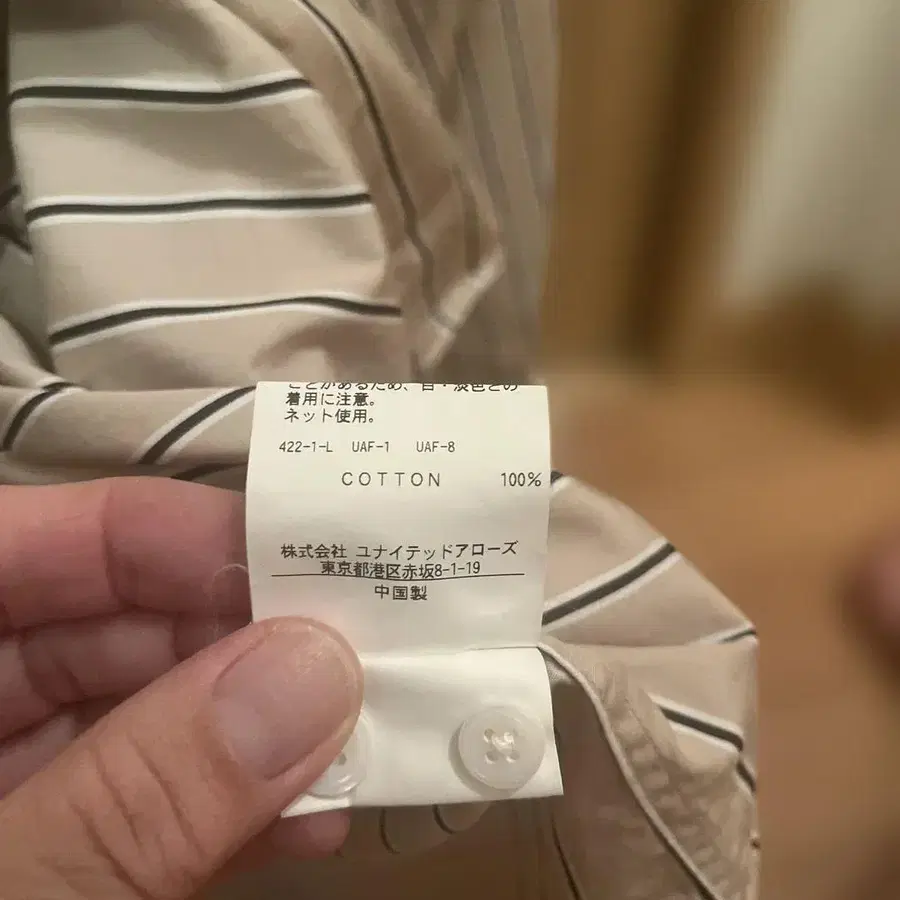 ことがあるため、白・淡色との
着用に注意。
ネット使用。
422-1-L UAF-1 UAF-8
COTTON 100%
株式会社 ユナイテッドアローズ
東京都港区赤坂8-1-19
中国製